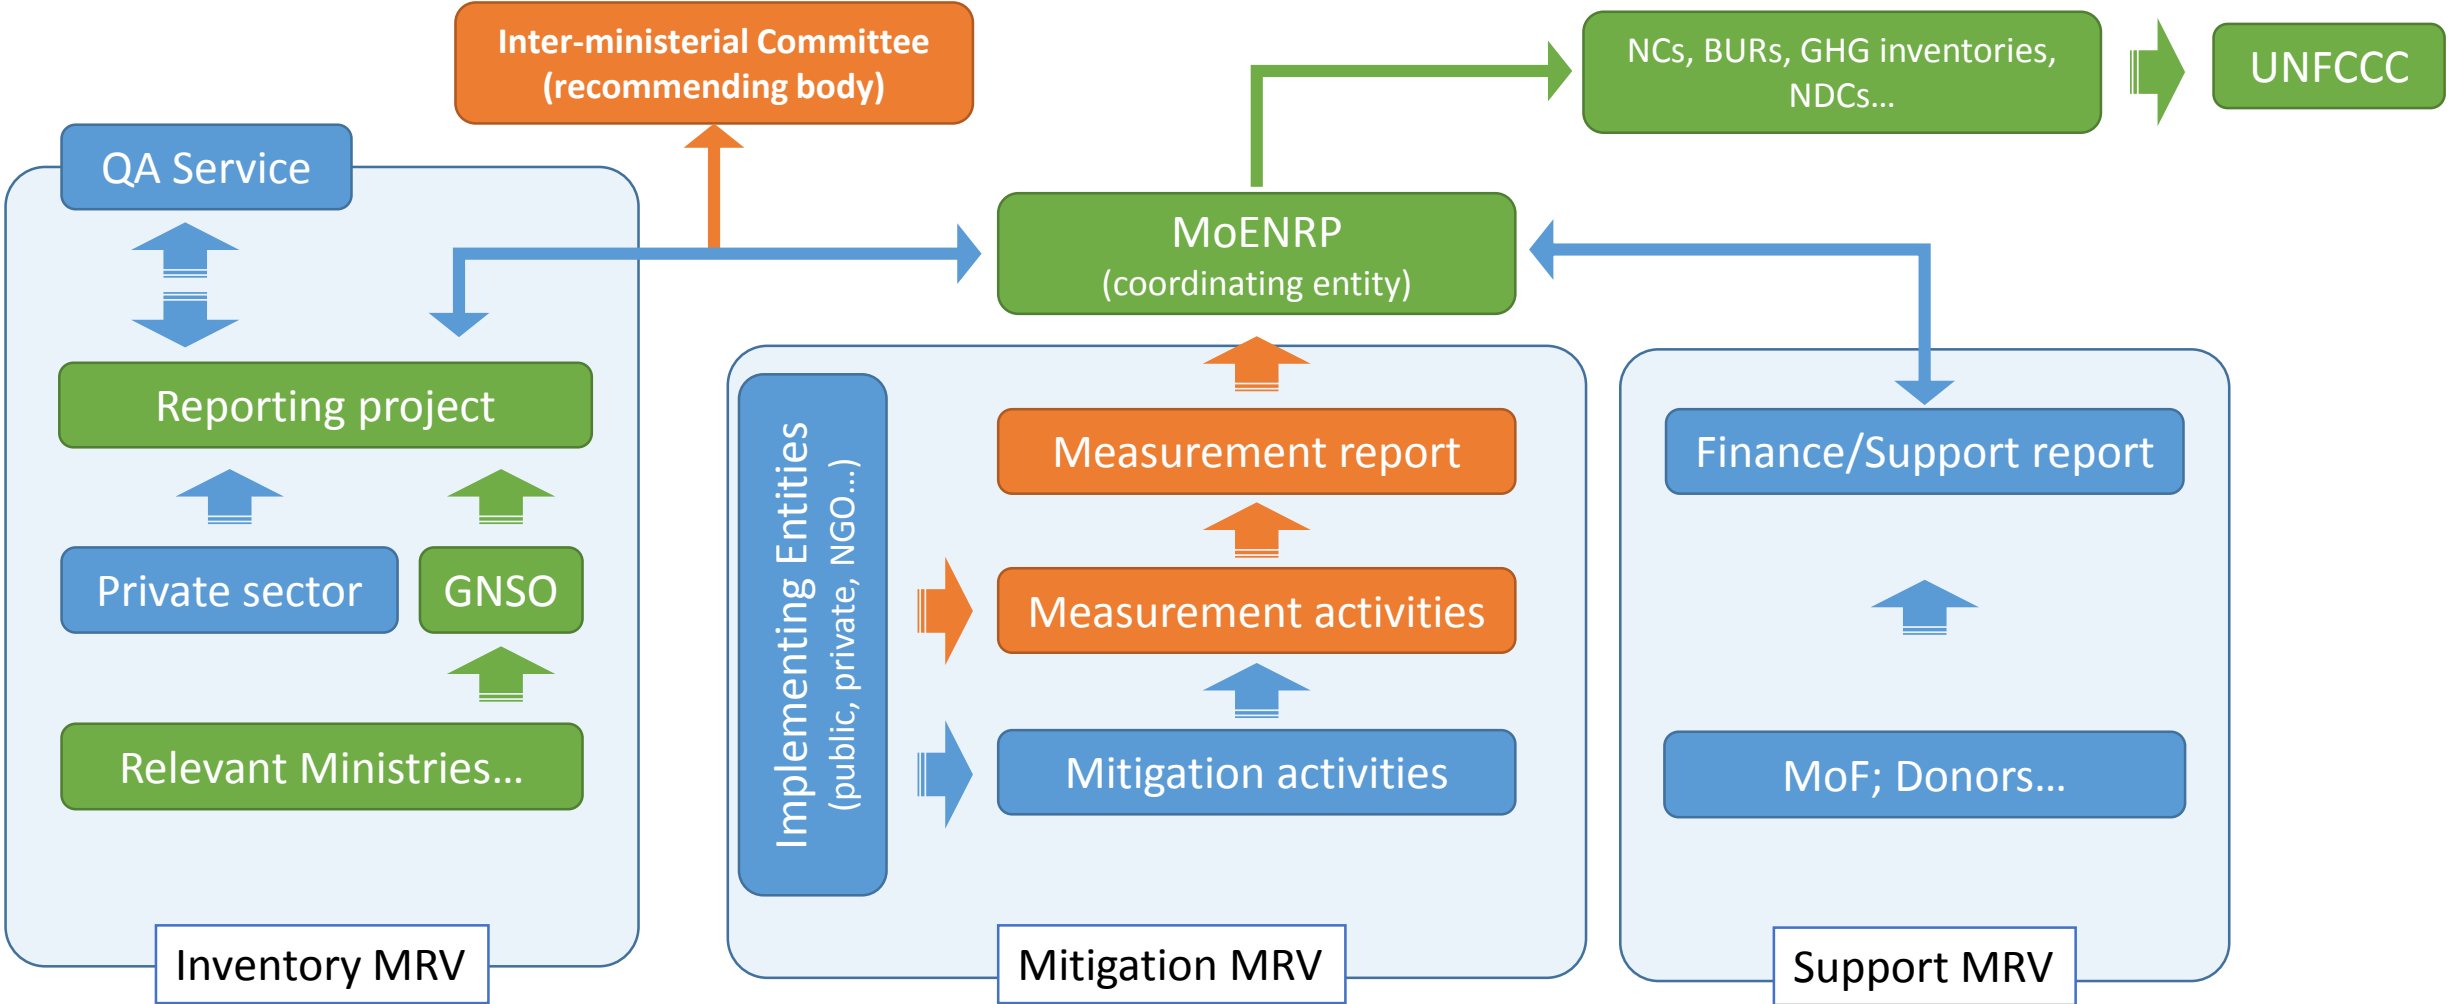 Inter-ministerial Committee
(recommending body)
NCs, BURs, GHG inventories,
NDCs...
UNFCCC
QA Service
MoENRP
(coordinating entity)
Reporting project
Private sector
GNSO
Relevant Ministries...
Inventory MRV
Implementing Entities
(public, private, NGO...)
Measurement report
Measurement activities
Mitigation activities
Mitigation MRV
Finance/Support report
MoF; Donors...
Support MRV